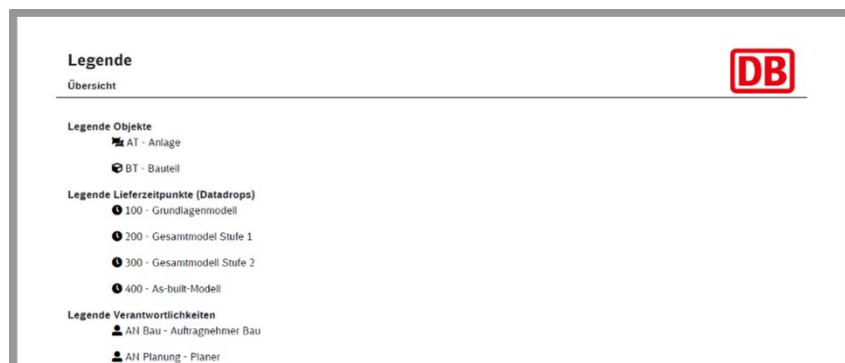 Legende
DB
Übersicht
Legende Objekte
AT - Anlage
BT - Bauteil
Legende Lieferzeitpunkte (Datadrops)
100 - Grundlagenmodell
200 - Gesamtmodel Stufe 1
300 - Gesamtmodell Stufe 2
400 - As-built-Modell
Legende Verantwortlichkeiten
AN Bau - Auftragnehmer Bau
AN Planung - Planer